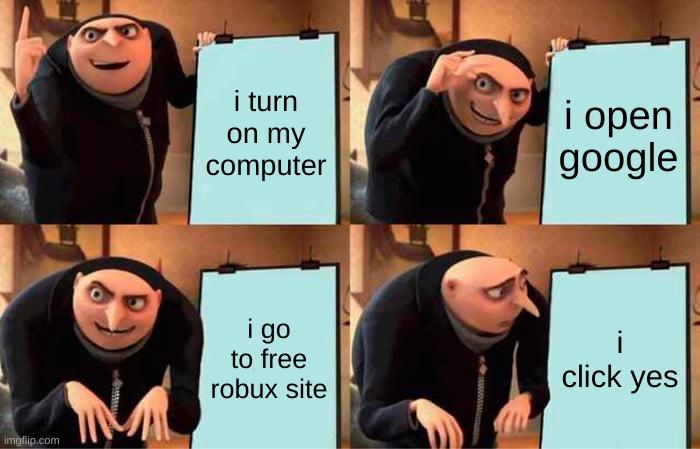 i turn
on my
computer
i open
google
i go
to free
robux site
i
click yes
imgflip.com